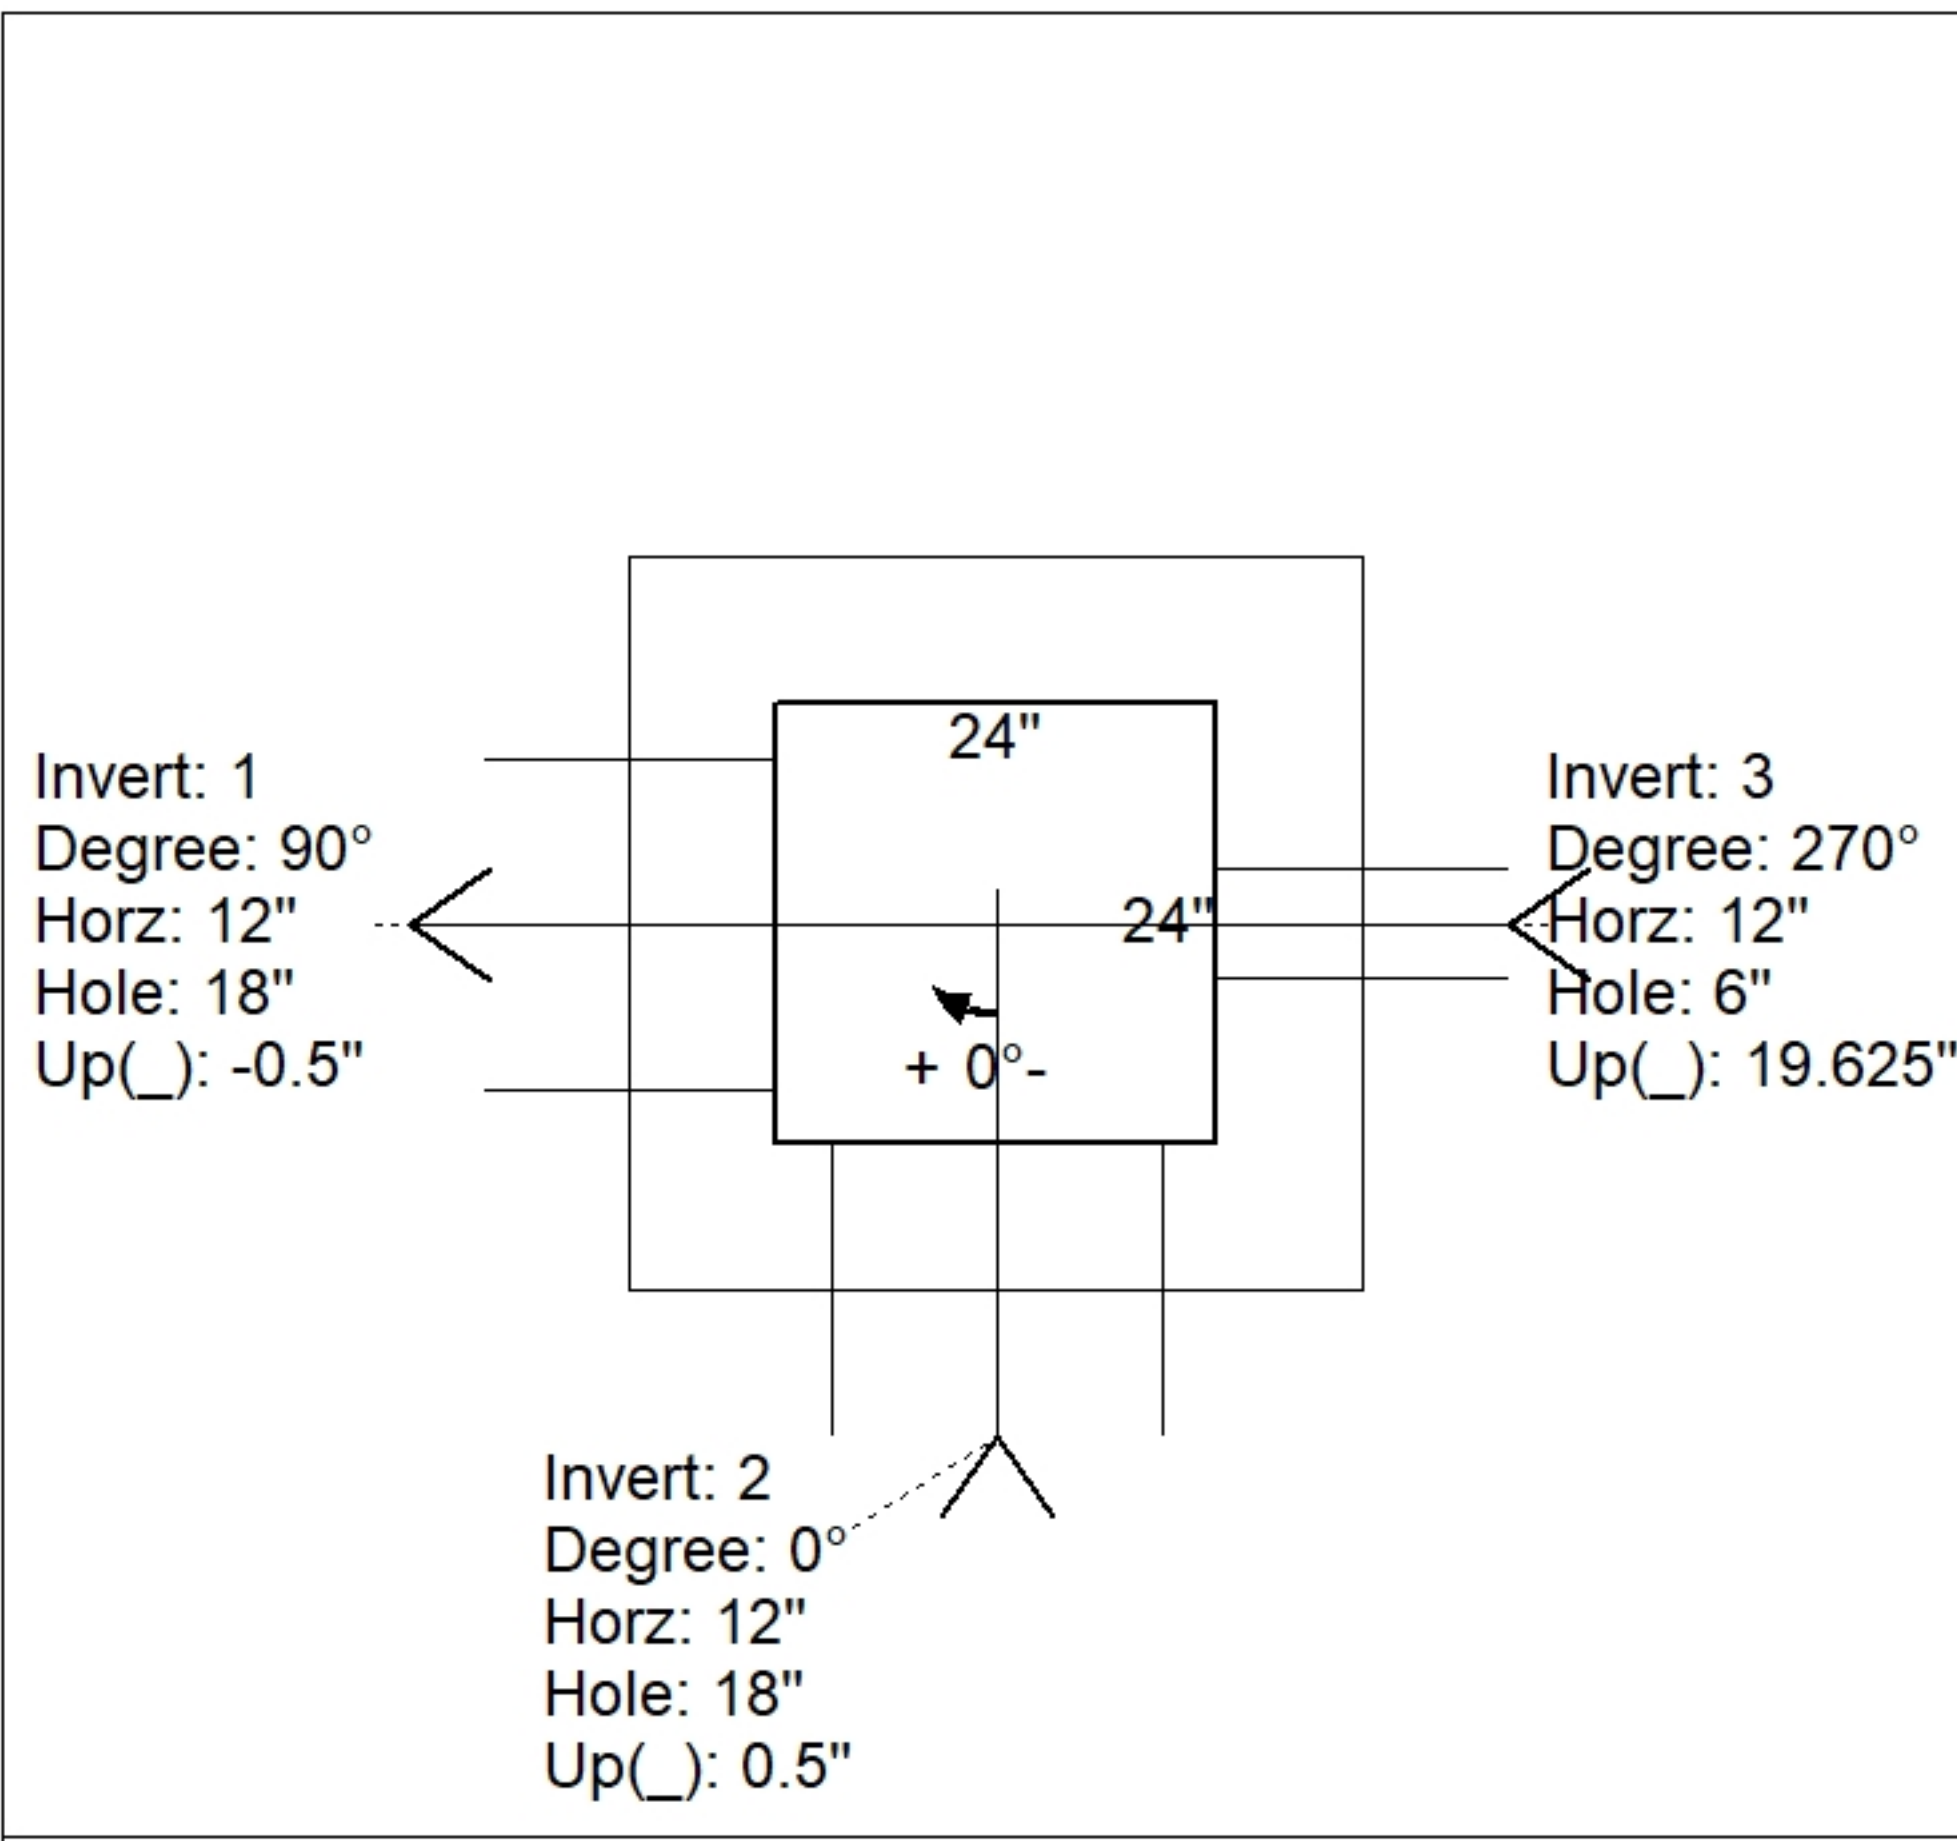 24"
24"
+ 0°-
Invert: 1
Degree: 90°
Horz: 12"
Hole: 18"
Up(_): -0.5"
Invert: 3
Degree: 270°
Horz: 12"
Hole: 6"
Up(_): 19.625"
Invert: 2
Degree: 0°
Horz: 12"
Hole: 18"
Up(_): 0.5"